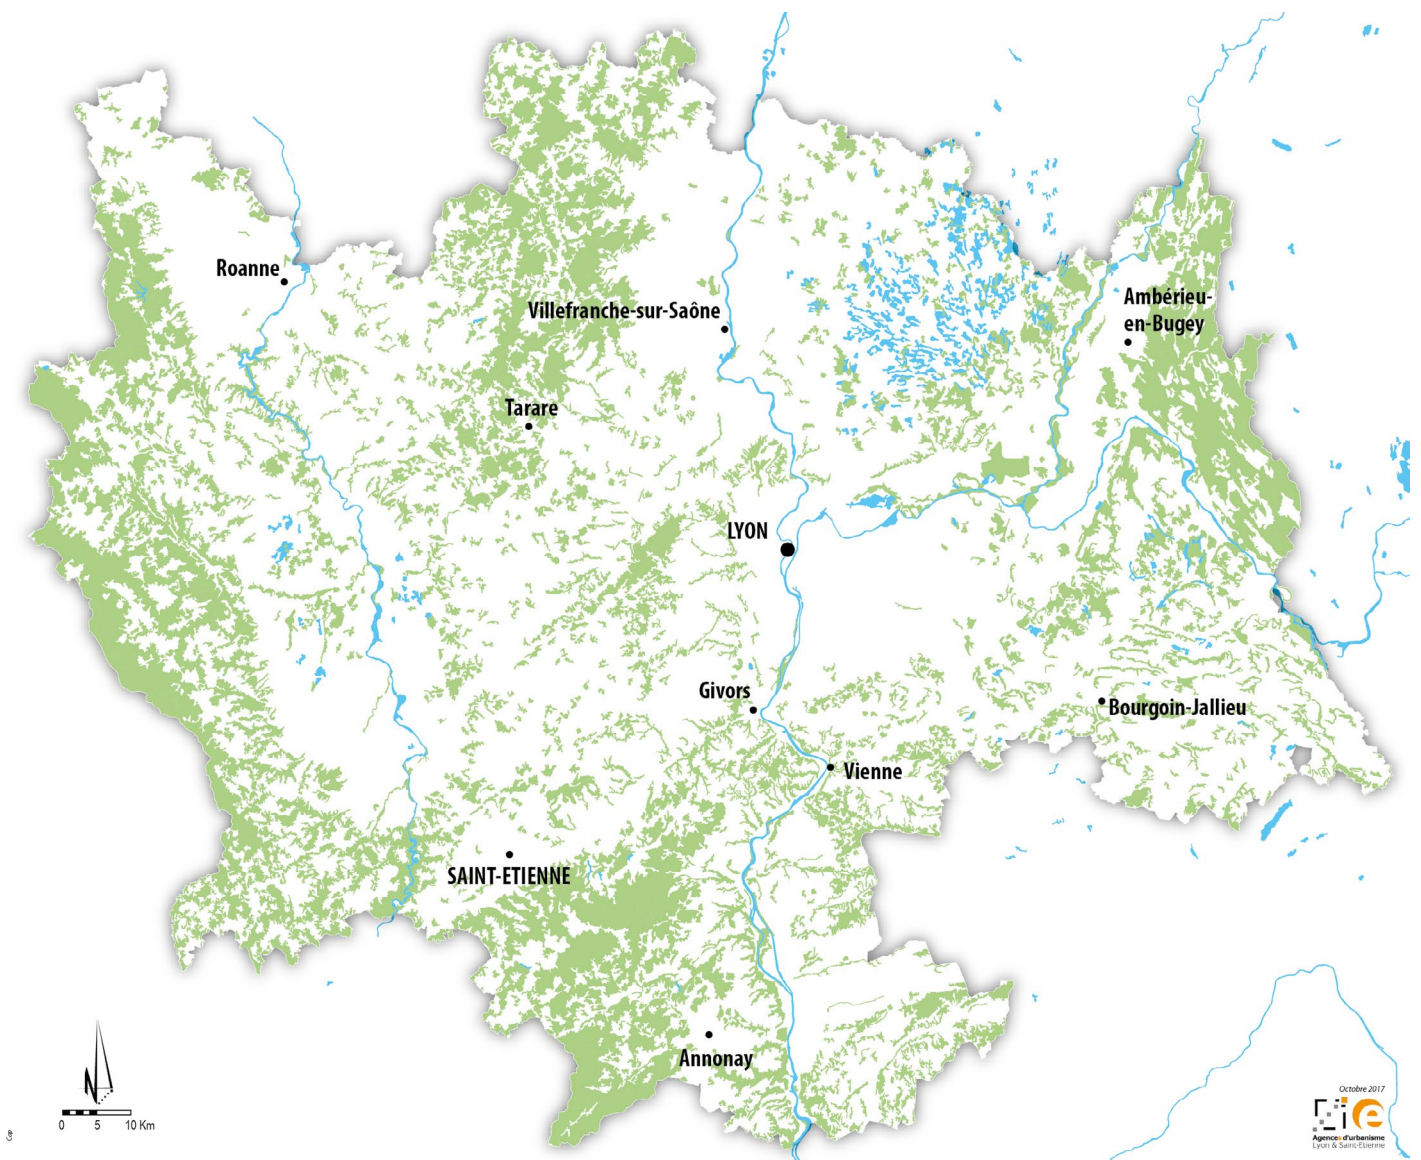 Roanne
Villefranche-sur-Saône
Ambérieu-
en-Bugey
Tarare
LYON
Givors
Bourgoin-Jallieu
Vienne
SAINT-ETIENNE
Annonay
N
0 5 10 Km
Octobre 2017
Agences d'urbanisme
Lyon & Saint-Etienne